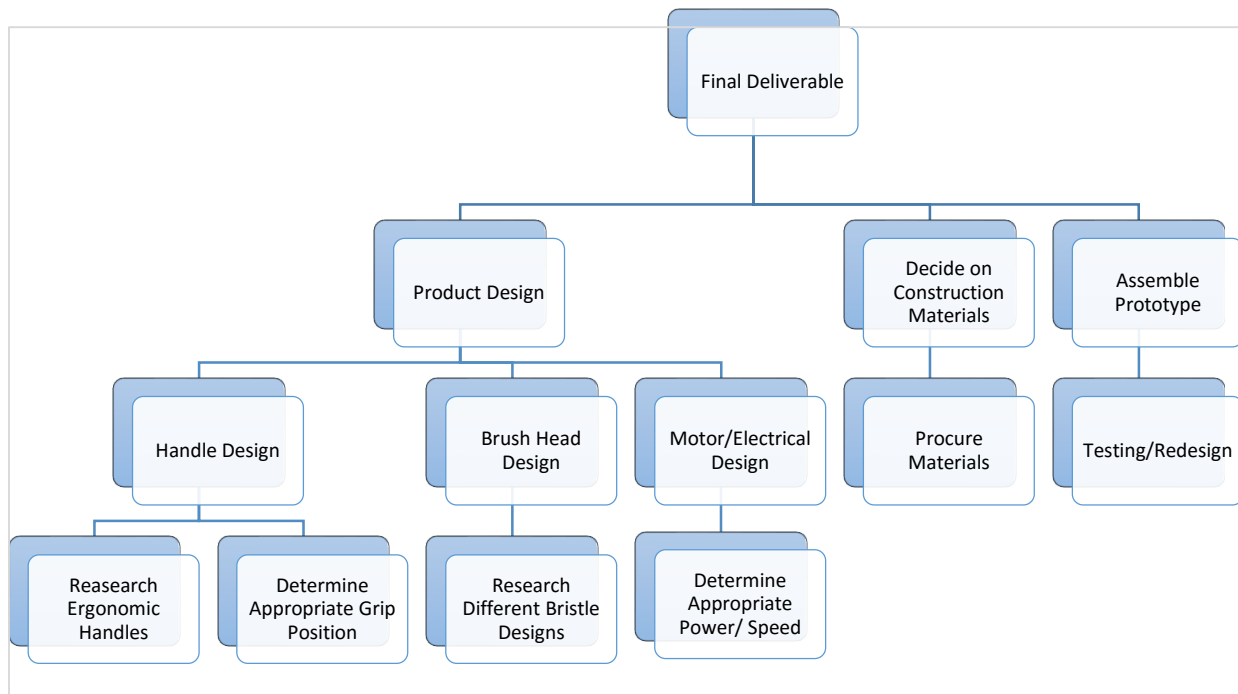 Final Deliverable
Product Design
Decide on
Construction
Materials
Assemble
Prototype
Handle Design
Brush Head
Design
Motor/Electrical
Design
Procure
Materials
Testing/Redesign
Reasearch
Ergonomic
Handles
Determine
Appropriate Grip
Position
Research
Different Bristle
Designs
Determine
Appropriate
Power/ Speed